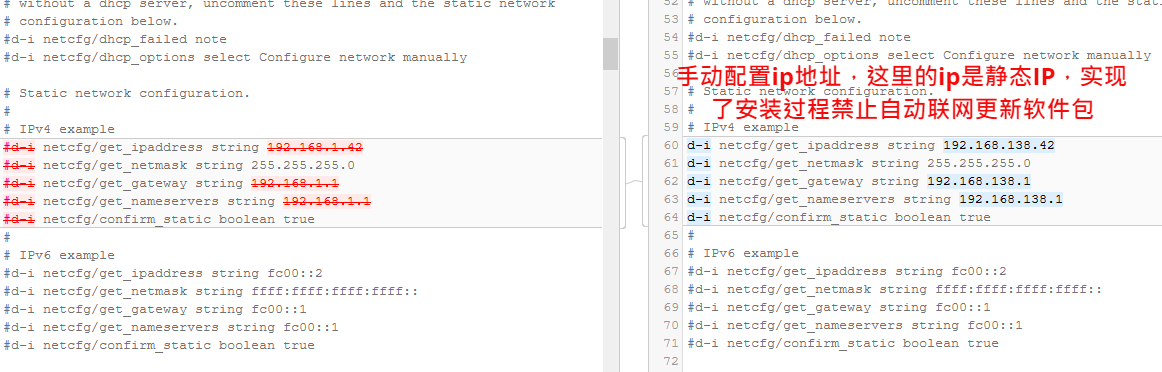 # without a dhcp server, uncomment these lines and the static network
# configuration below.
#d-i netcfg/dhcp_failed note
#d-i netcfg/dhcp_options select Configure network manually
# Static network configuration.
#
# IPv4 example
#d-i netcfg/get_ipaddress string 192.168.1.42
#d-i netcfg/get_netmask string 255.255.255.0
#d-i netcfg/get_gateway string 192.168.1.1
#d-i netcfg/get_nameservers string 192.168.1.1
#d-i netcfg/confirm_static boolean true
#
# IPv6 example
#d-i netcfg/get_ipaddress string fc00::2
#d-i netcfg/get_netmask string ffff:ffff:ffff:ffff::
#d-i netcfg/get_gateway string fc00::1
#d-i netcfg/get_nameservers string fc00::1
#d-i netcfg/confirm_static boolean true
52 # without a dhcp server, uncomment these lines and the
53 # configuration below.
54 #d-i netcfg/dhcp_failed note
55 #d-i netcfg/dhcp_options select Configure network manually
56
手动配置ip地址，这里的ip是静态IP，实现
57 # Static network configuration.
了安装过程禁止自动联网更新软件包
58 #
59 # IPv4 example
60 d-i netcfg/get_ipaddress string 192.168.138.42
61 d-i netcfg/get_netmask string 255.255.255.0
62 d-i netcfg/get_gateway string 192.168.138.1
63 d-i netcfg/get_nameservers string 192.168.138.1
64 d-i netcfg/confirm_static boolean true
65 #
66 # IPv6 example
67 #d-i netcfg/get_ipaddress string fc00::2
68 #d-i netcfg/get_netmask string ffff:ffff:ffff:ffff::
69 #d-i netcfg/get_gateway string fc00::1
70 #d-i netcfg/get_nameservers string fc00::1
71 #d-i netcfg/confirm_static boolean true
72